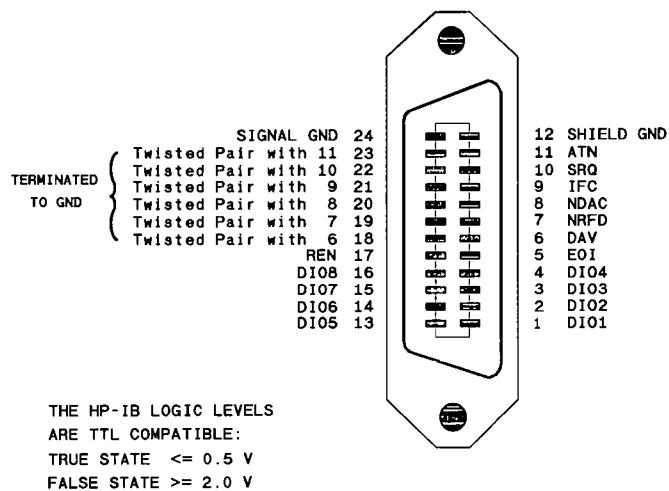 SIGNAL GND 24
Twisted Pair with 11 23
Twisted Pair with 10 22
Twisted Pair with 9 21
Twisted Pair with 8 20
Twisted Pair with 7 19
Twisted Pair with 6 18
REN 17
DIO8 16
DIO7 15
DIO6 14
DIO5 13
TERMINATED
TO GND
12 SHIELD GND
11 ATN
10 SRQ
9 IFC
8 NDAC
7 NRFD
6 DAV
5 EOI
4 DIO4
3 DIO3
2 DIO2
1 DIO1
THE HP-IB LOGIC LEVELS
ARE TTL COMPATIBLE:
TRUE STATE <= 0.5 V
FALSE STATE >= 2.0 V